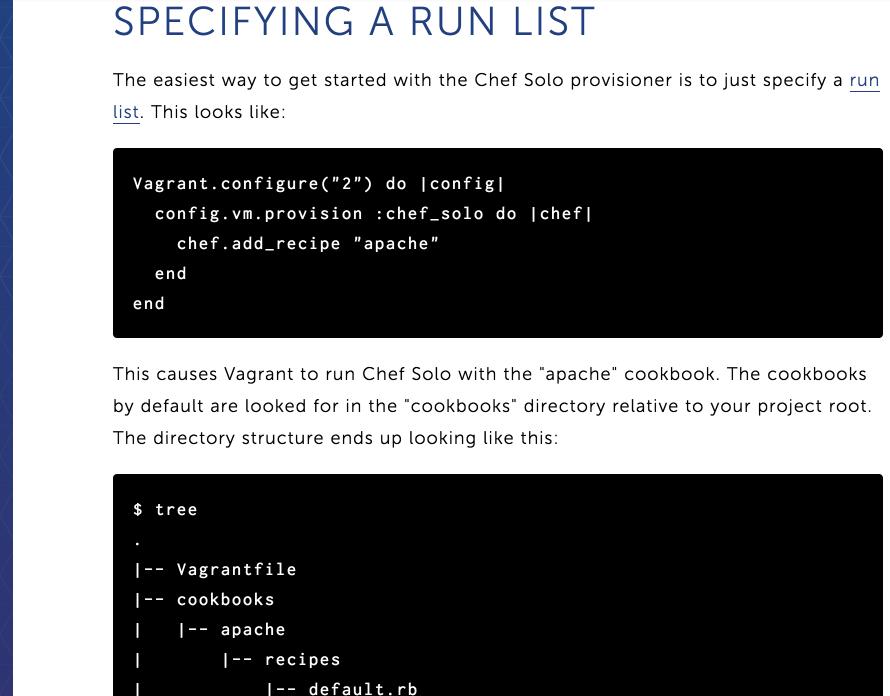 SPECIFYING A RUN LIST
The easiest way to get started with the Chef Solo provisioner is to just specify a run
list. This looks like:
Vagrant.configure("2") do |config|
  config.vm.provision :chef_solo do |chef|
    chef.add_recipe "apache"
  end
end
This causes Vagrant to run Chef Solo with the "apache" cookbook. The cookbooks
by default are looked for in the "cookbooks" directory relative to your project root.
The directory structure ends up looking like this:
$ tree
.
|-- Vagrantfile
|-- cookbooks
|   |-- apache
|       |-- recipes
|           |-- default.rb